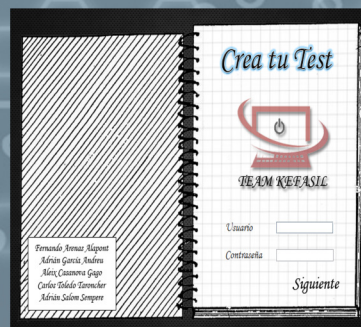 Crea tu Test
TEAM KEFASIL
Usuario
Contraseña
Siguiente
Fernando Arenas Alapont
Adrián García Andreu
Aleix Casanova Gago
Carlos Toledo Taroncher
Adrián Salom Sempere